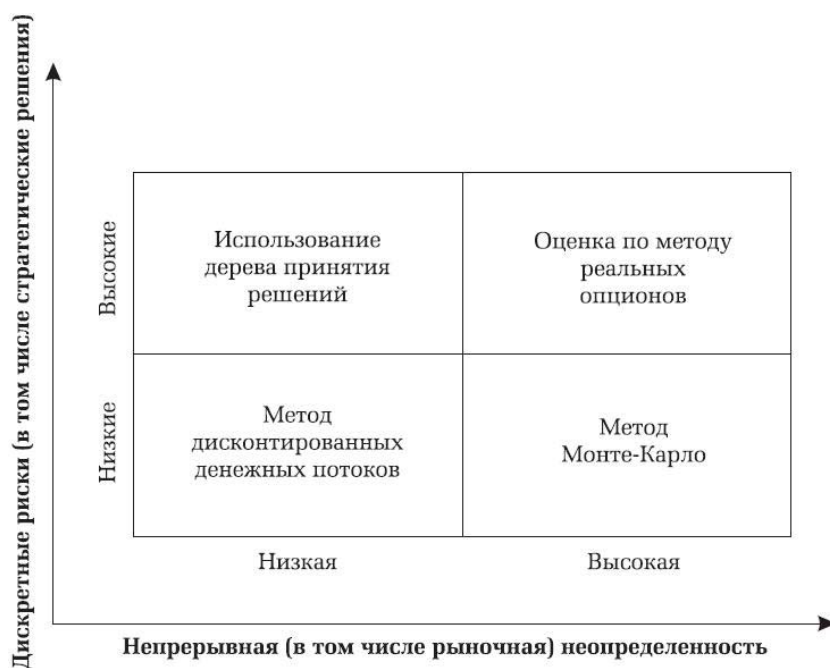 Дискретные риски (в том числе стратегические решения)
Высокие
Использование
дерева принятия
решений
Оценка по методу
реальных
опционов
Низкие
Метод
дисконтированных
денежных потоков
Метод
Монте-Карло
Низкая
Высокая
Непрерывная (в том числе рыночная) неопределенность